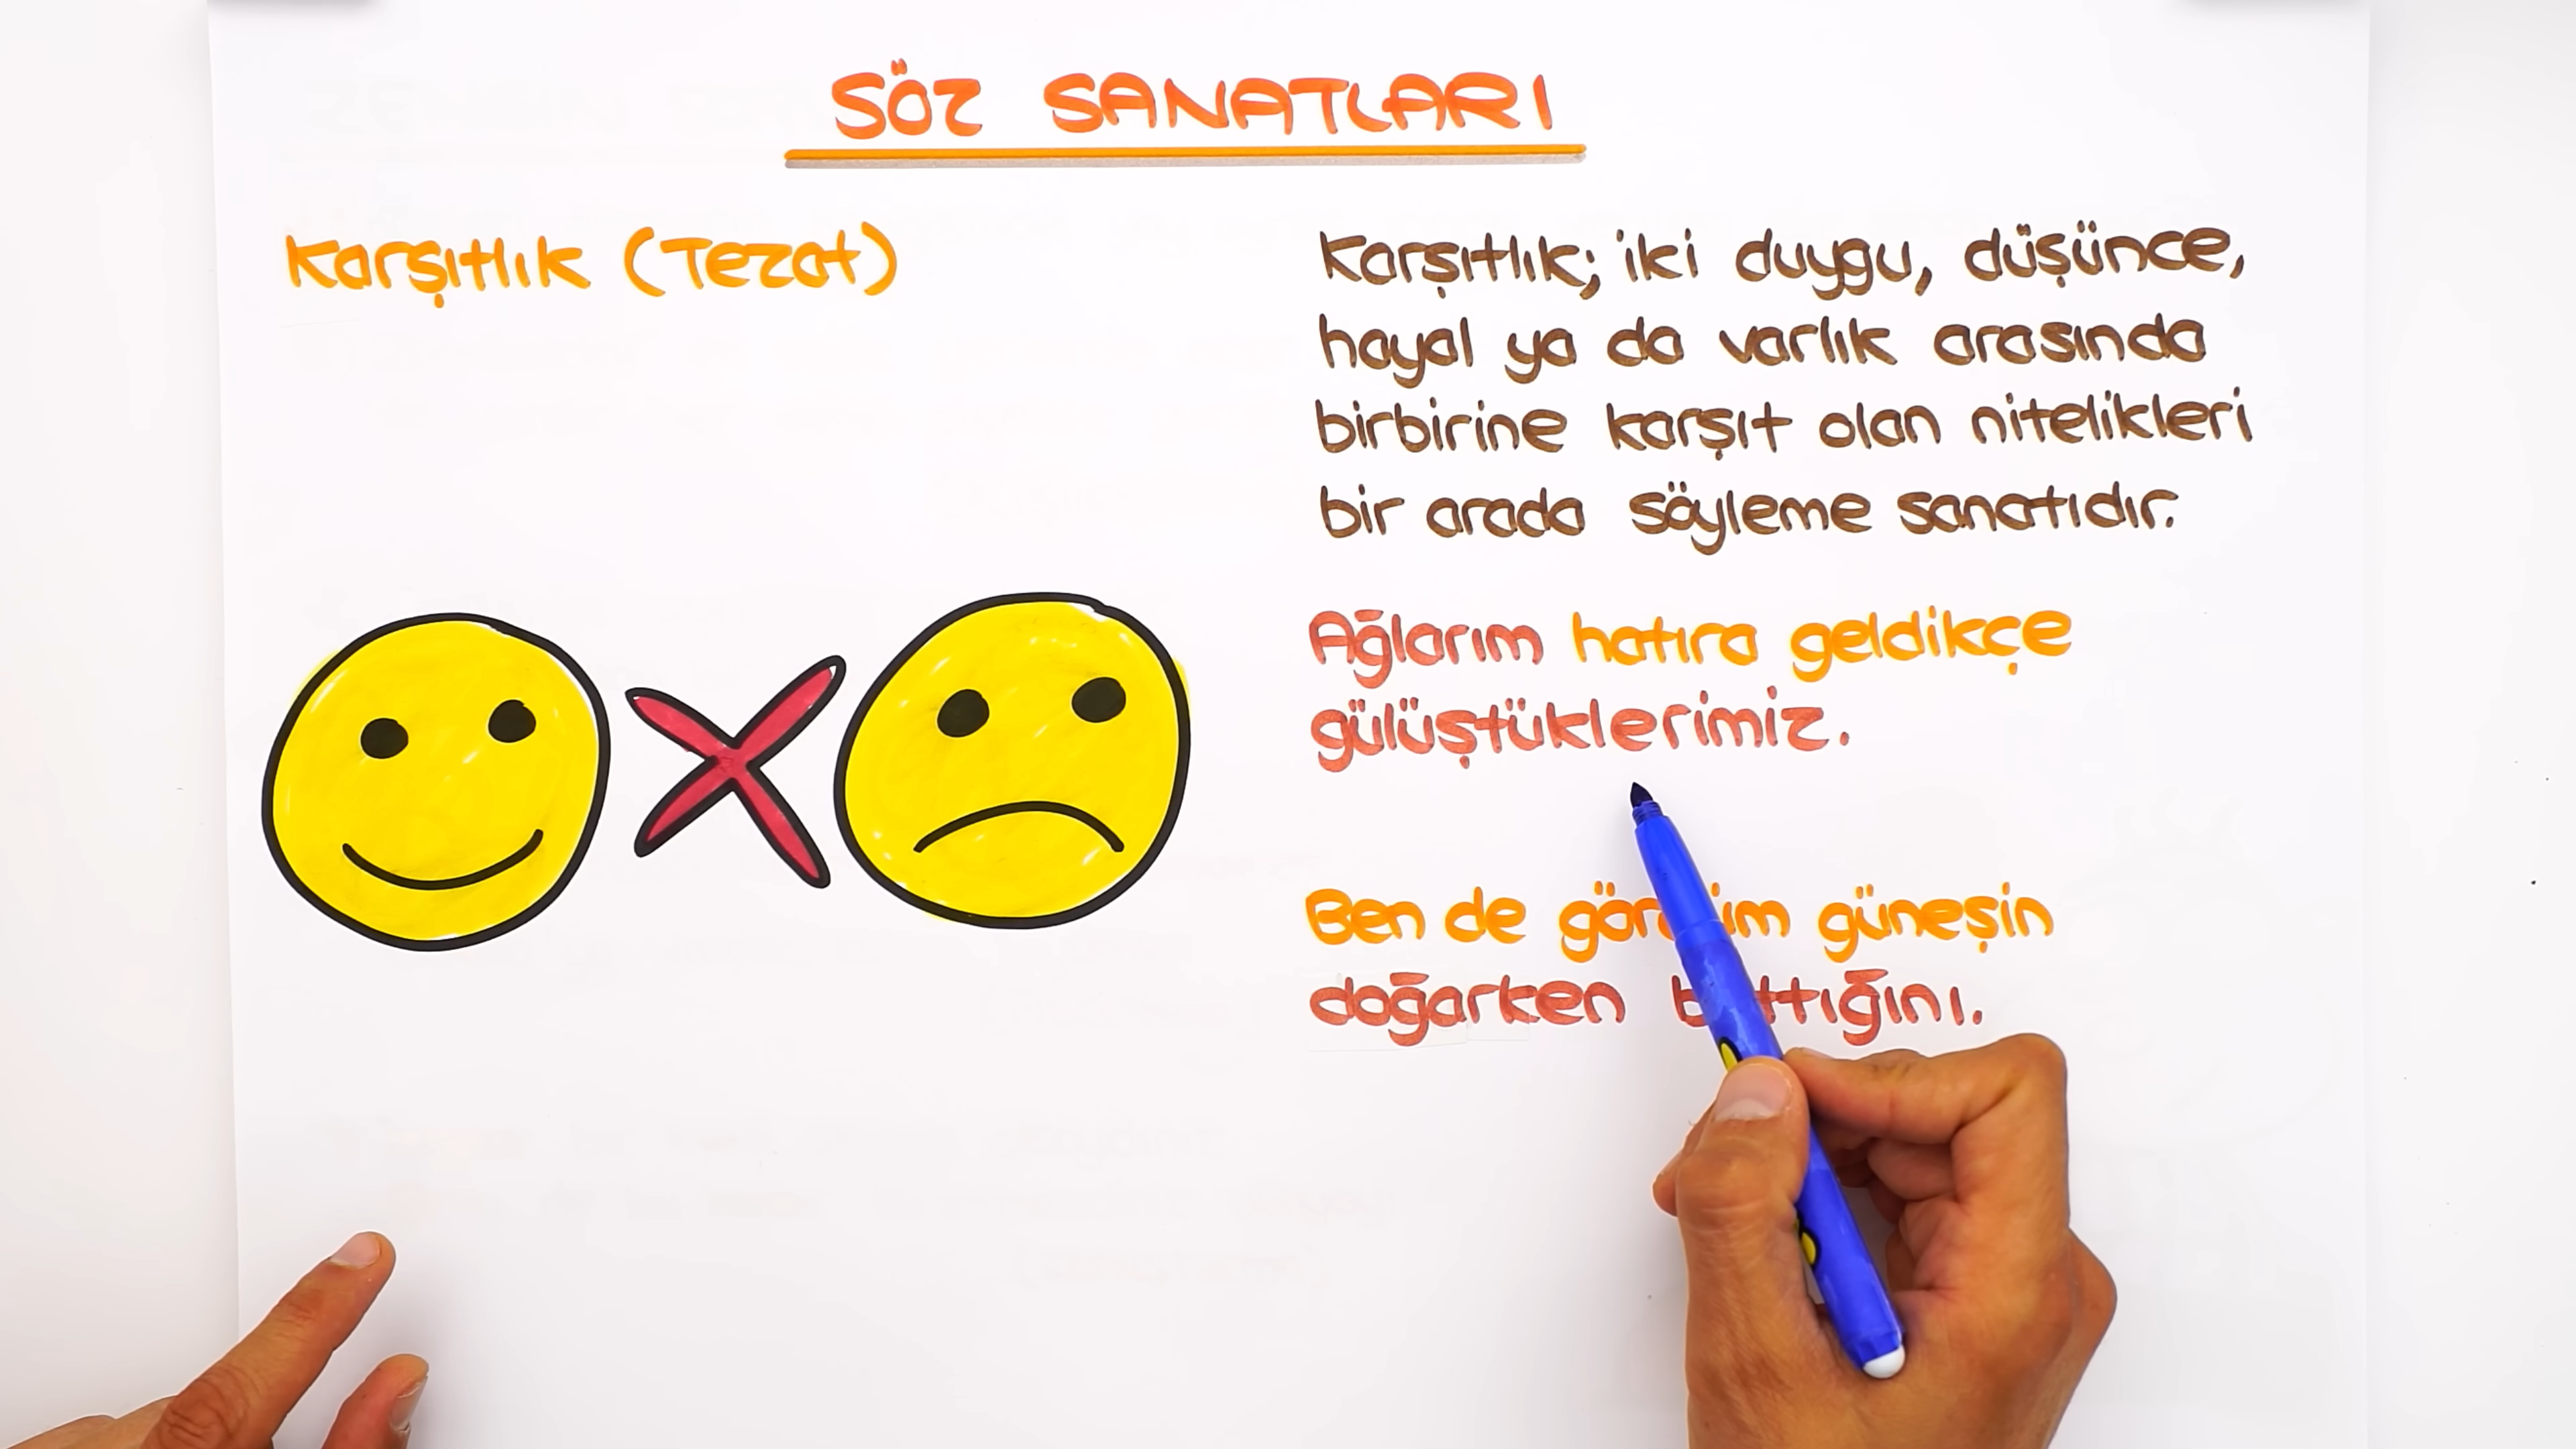 SÖZ SANATLARI
Karşıtlık (Tezat)
Karşıtlık; iki duygu, düşünce,
hayal ya da varlık arasında
birbirine karşıt olan nitelikleri
bir arada söyleme sanatıdır.
Ağlarım hatıra geldikçe
gülüştüklerimiz.
Ben de güneşin
doğarken